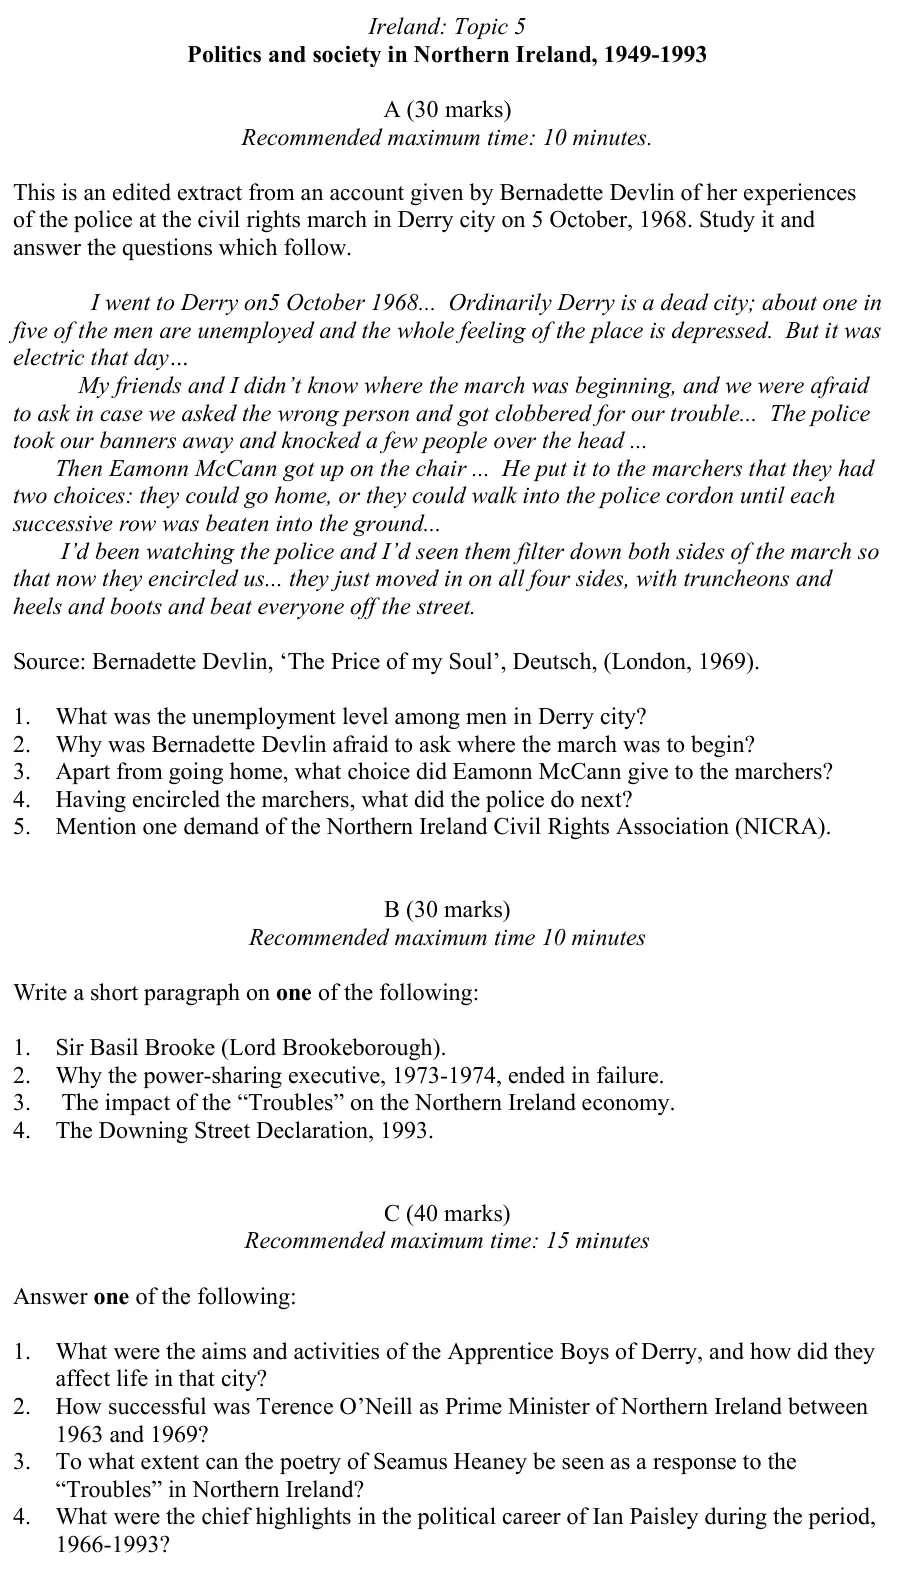 Ireland: Topic 5
Politics and society in Northern Ireland, 1949-1993
A (30 marks)
Recommended maximum time: 10 minutes.
This is an edited extract from an account given by Bernadette Devlin of her experiences
of the police at the civil rights march in Derry city on 5 October, 1968. Study it and
answer the questions which follow.
I went to Derry on5 October 1968... Ordinarily Derry is a dead city; about one in
five of the men are unemployed and the whole feeling of the place is depressed. But it was
electric that day…
My friends and I didn’t know where the march was beginning, and we were afraid
to ask in case we asked the wrong person and got clobbered for our trouble... The police
took our banners away and knocked a few people over the head ...
Then Eamonn McCann got up on the chair ... He put it to the marchers that they had
two choices: they could go home, or they could walk into the police cordon until each
successive row was beaten into the ground...
I’d been watching the police and I’d seen them filter down both sides of the march so
that now they encircled us... they just moved in on all four sides, with truncheons and
heels and boots and beat everyone off the street.
Source: Bernadette Devlin, ‘The Price of my Soul’, Deutsch, (London, 1969).
1. What was the unemployment level among men in Derry city?
2. Why was Bernadette Devlin afraid to ask where the march was to begin?
3. Apart from going home, what choice did Eamonn McCann give to the marchers?
4. Having encircled the marchers, what did the police do next?
5. Mention one demand of the Northern Ireland Civil Rights Association (NICRA).
B (30 marks)
Recommended maximum time 10 minutes
Write a short paragraph on one of the following:
1. Sir Basil Brooke (Lord Brookeborough).
2. Why the power-sharing executive, 1973-1974, ended in failure.
3. The impact of the “Troubles” on the Northern Ireland economy.
4. The Downing Street Declaration, 1993.
C (40 marks)
Recommended maximum time: 15 minutes
Answer one of the following:
1. What were the aims and activities of the Apprentice Boys of Derry, and how did they
affect life in that city?
2. How successful was Terence O’Neill as Prime Minister of Northern Ireland between
1963 and 1969?
3. To what extent can the poetry of Seamus Heaney be seen as a response to the
“Troubles” in Northern Ireland?
4. What were the chief highlights in the political career of Ian Paisley during the period,
1966-1993?